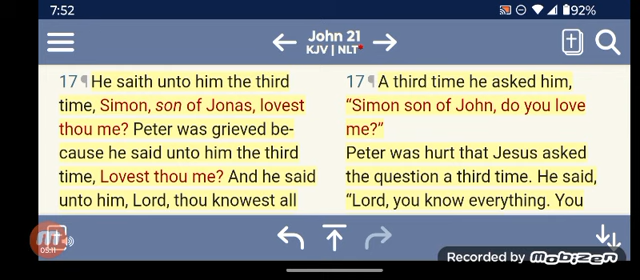 7:52
92%
John 21
KJV | NLT
17 ¶ He saith unto him the third
time, Simon, son of Jonas, lovest
thou me? Peter was grieved be-
cause he said unto him the third
time, Lovest thou me? And he said
unto him, Lord, thou knowest all
17 ¶ A third time he asked him,
“Simon son of John, do you love
me?”
Peter was hurt that Jesus asked
the question a third time. He said,
“Lord, you know everything. You
M
05:11
Recorded by Mobizen